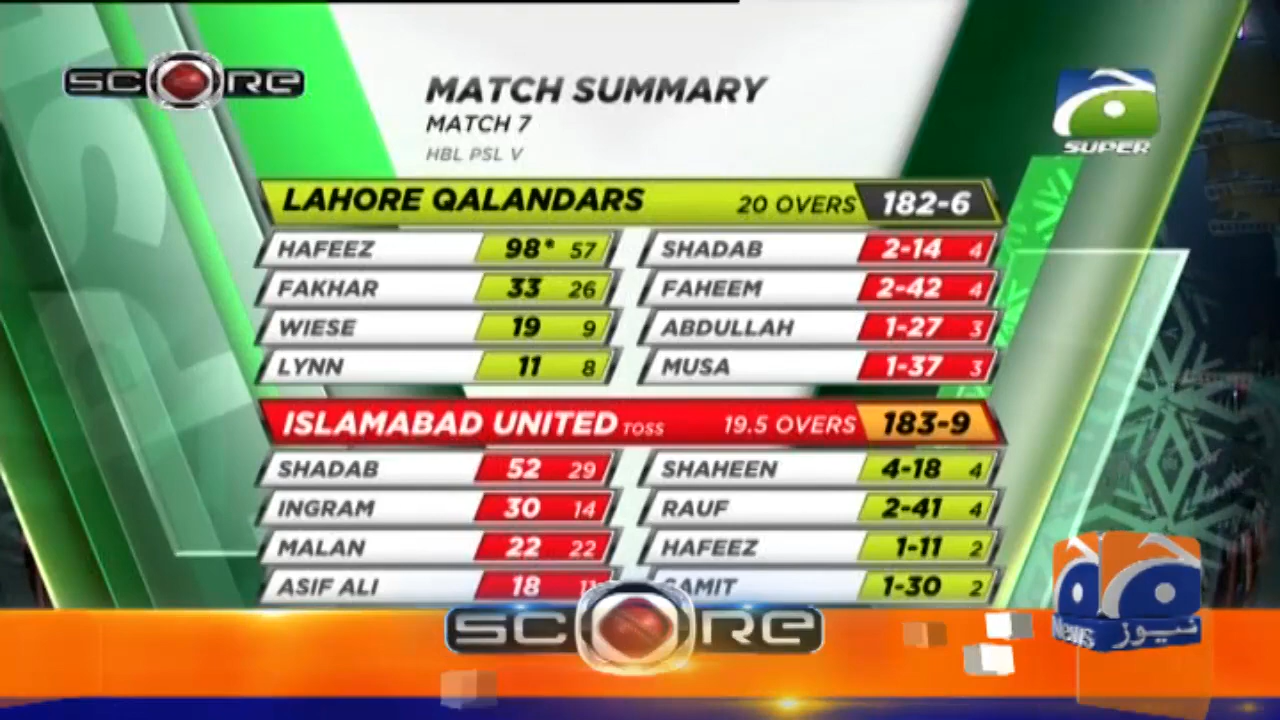 SCORE
MATCH SUMMARY
MATCH 7
HBL PSL V
SUPER
LAHORE QALANDARS 20 OVERS 182-6
HAFEEZ 98* 57 SHADAB 2-14 4
FAKHAR 33 26 FAHEEM 2-42 4
WIESE 19 9 ABDULLAH 1-27 3
LYNN 11 8 MUSA 1-37 3
ISLAMABAD UNITED TOSS 19.5 OVERS 183-9
SHADAB 52 29 SHAHEEN 4-18 4
INGRAM 30 14 RAUF 2-41 4
MALAN 22 22 HAFEEZ 1-11 2
ASIF ALI 18 1-30 2
SCORE
News نیوز